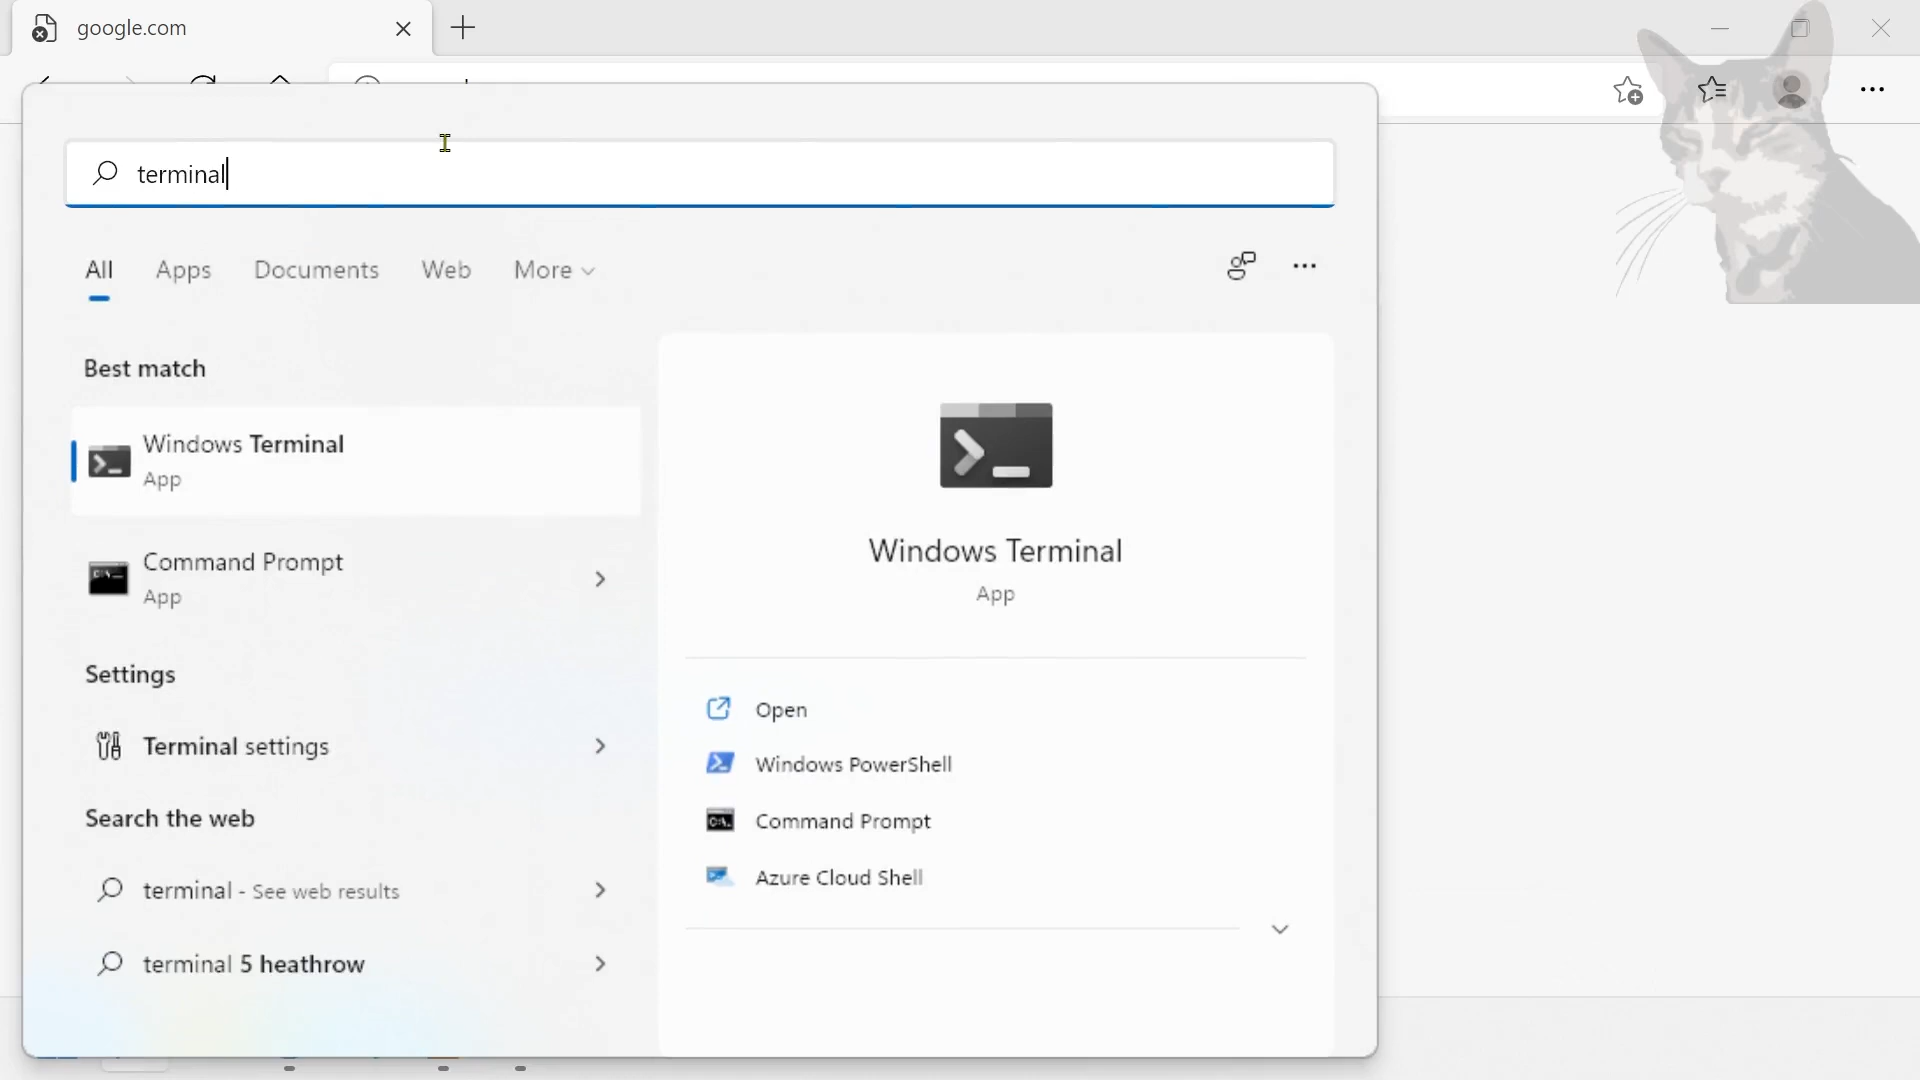 google.com
terminal
All Apps Documents Web More
Best match
Windows Terminal
App
Command Prompt
App
Settings
Terminal settings
Search the web
terminal - See web results
terminal 5 heathrow
Windows Terminal
App
Open
Windows PowerShell
Command Prompt
Azure Cloud Shell